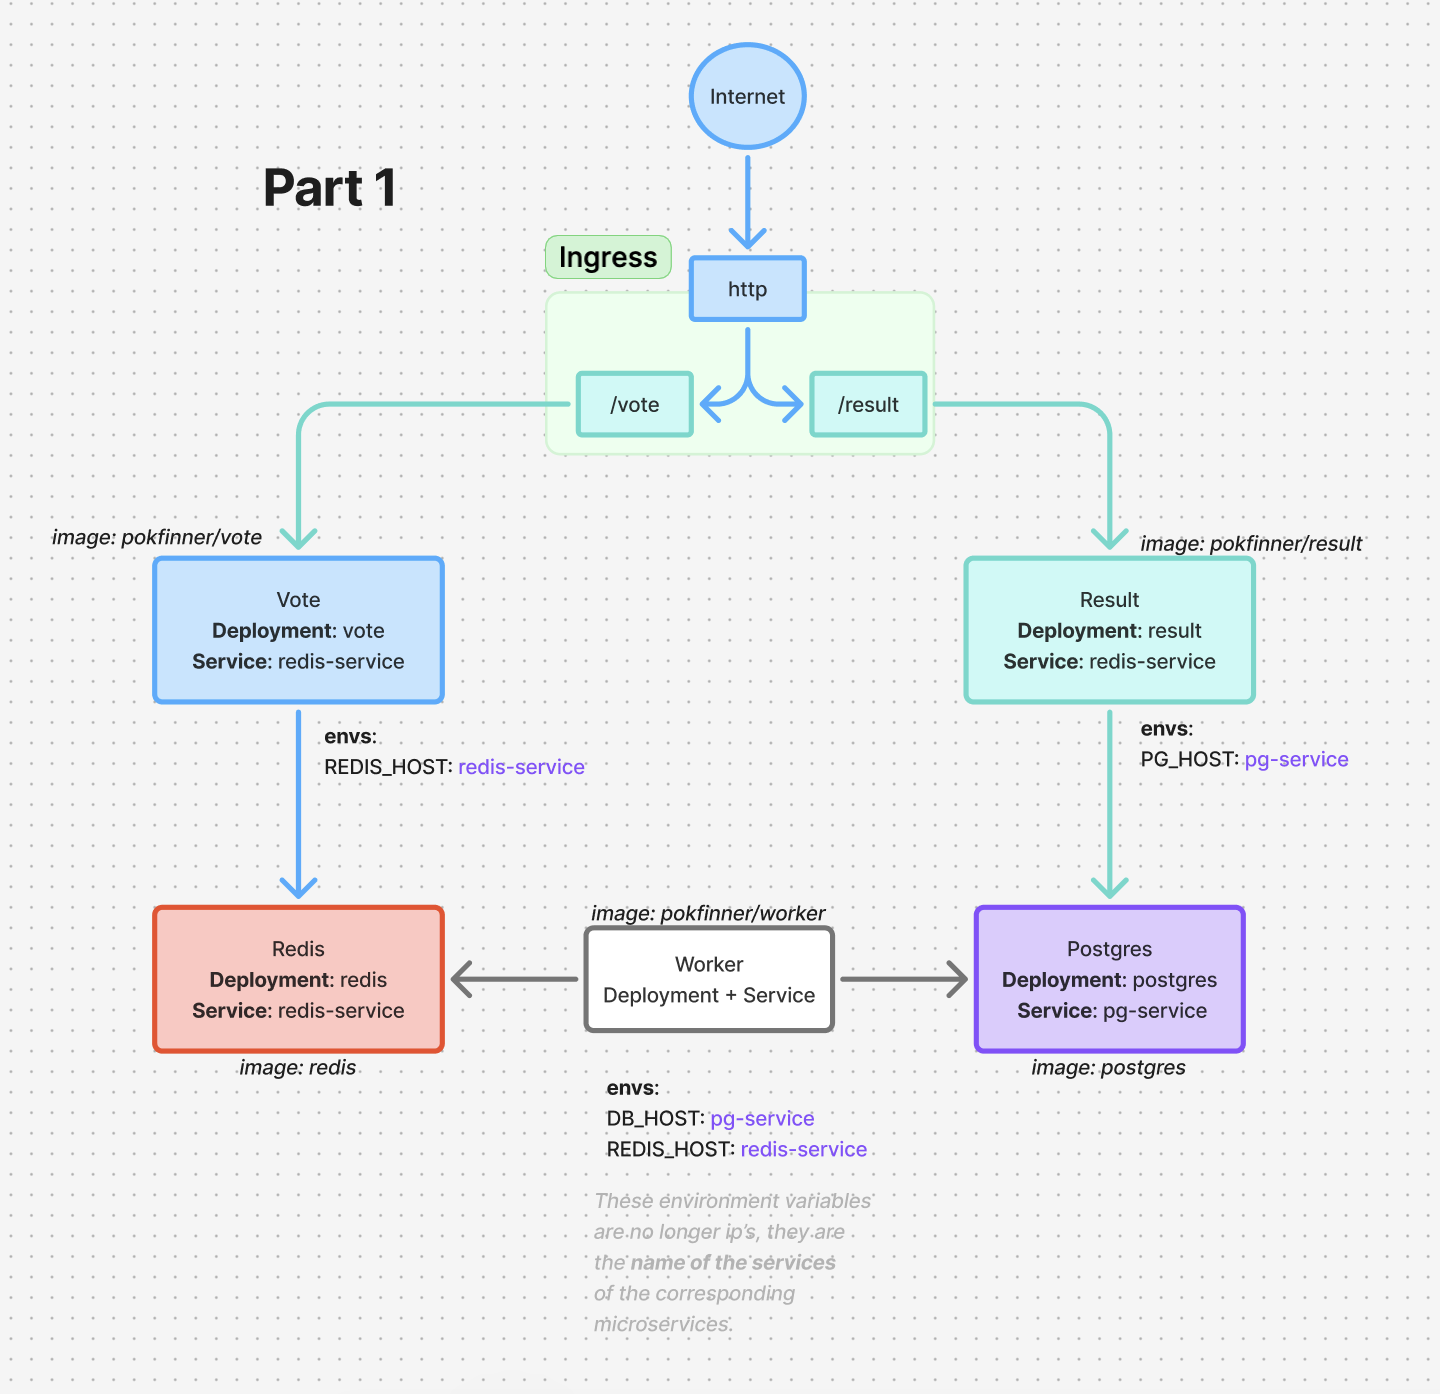 Internet
Part 1
Ingress
http
/vote
/result
image: pokfinner/vote
image: pokfinner/result
Vote
Deployment: vote
Service: redis-service
Result
Deployment: result
Service: redis-service
envs:
REDIS_HOST: redis-service
envs:
PG_HOST: pg-service
image: pokfinner/worker
Redis
Deployment: redis
Service: redis-service
image: redis
Worker
Deployment + Service
Postgres
Deployment: postgres
Service: pg-service
image: postgres
envs:
DB_HOST: pg-service
REDIS_HOST: redis-service
These environment variables
are no longer ip’s, they are
the name of the services
of the corresponding
microservices.